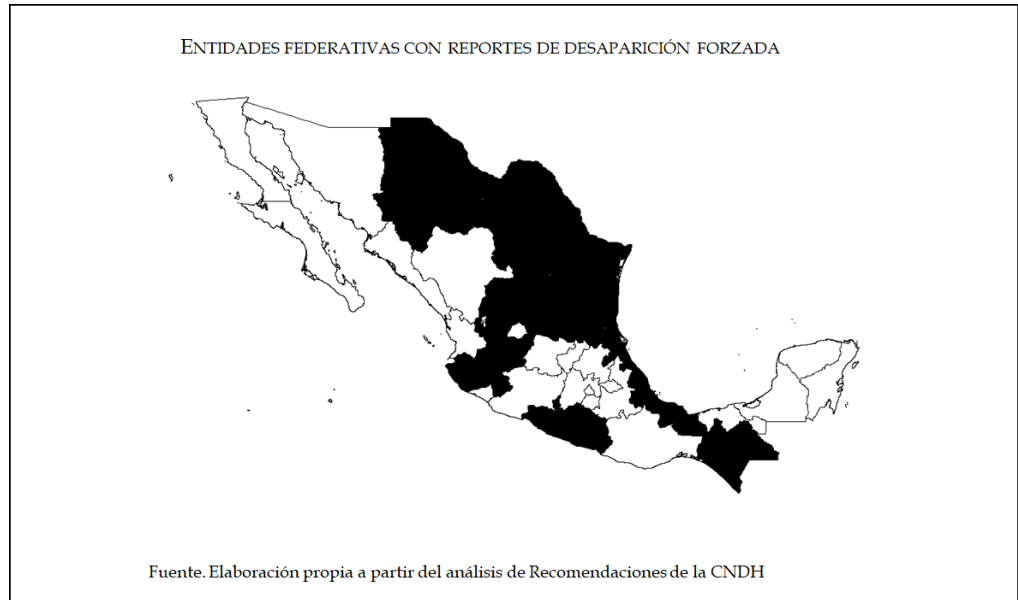 ENTIDADES FEDERATIVAS CON REPORTES DE DESAPARICIÓN FORZADA
Fuente. Elaboración propia a partir del análisis de Recomendaciones de la CNDH